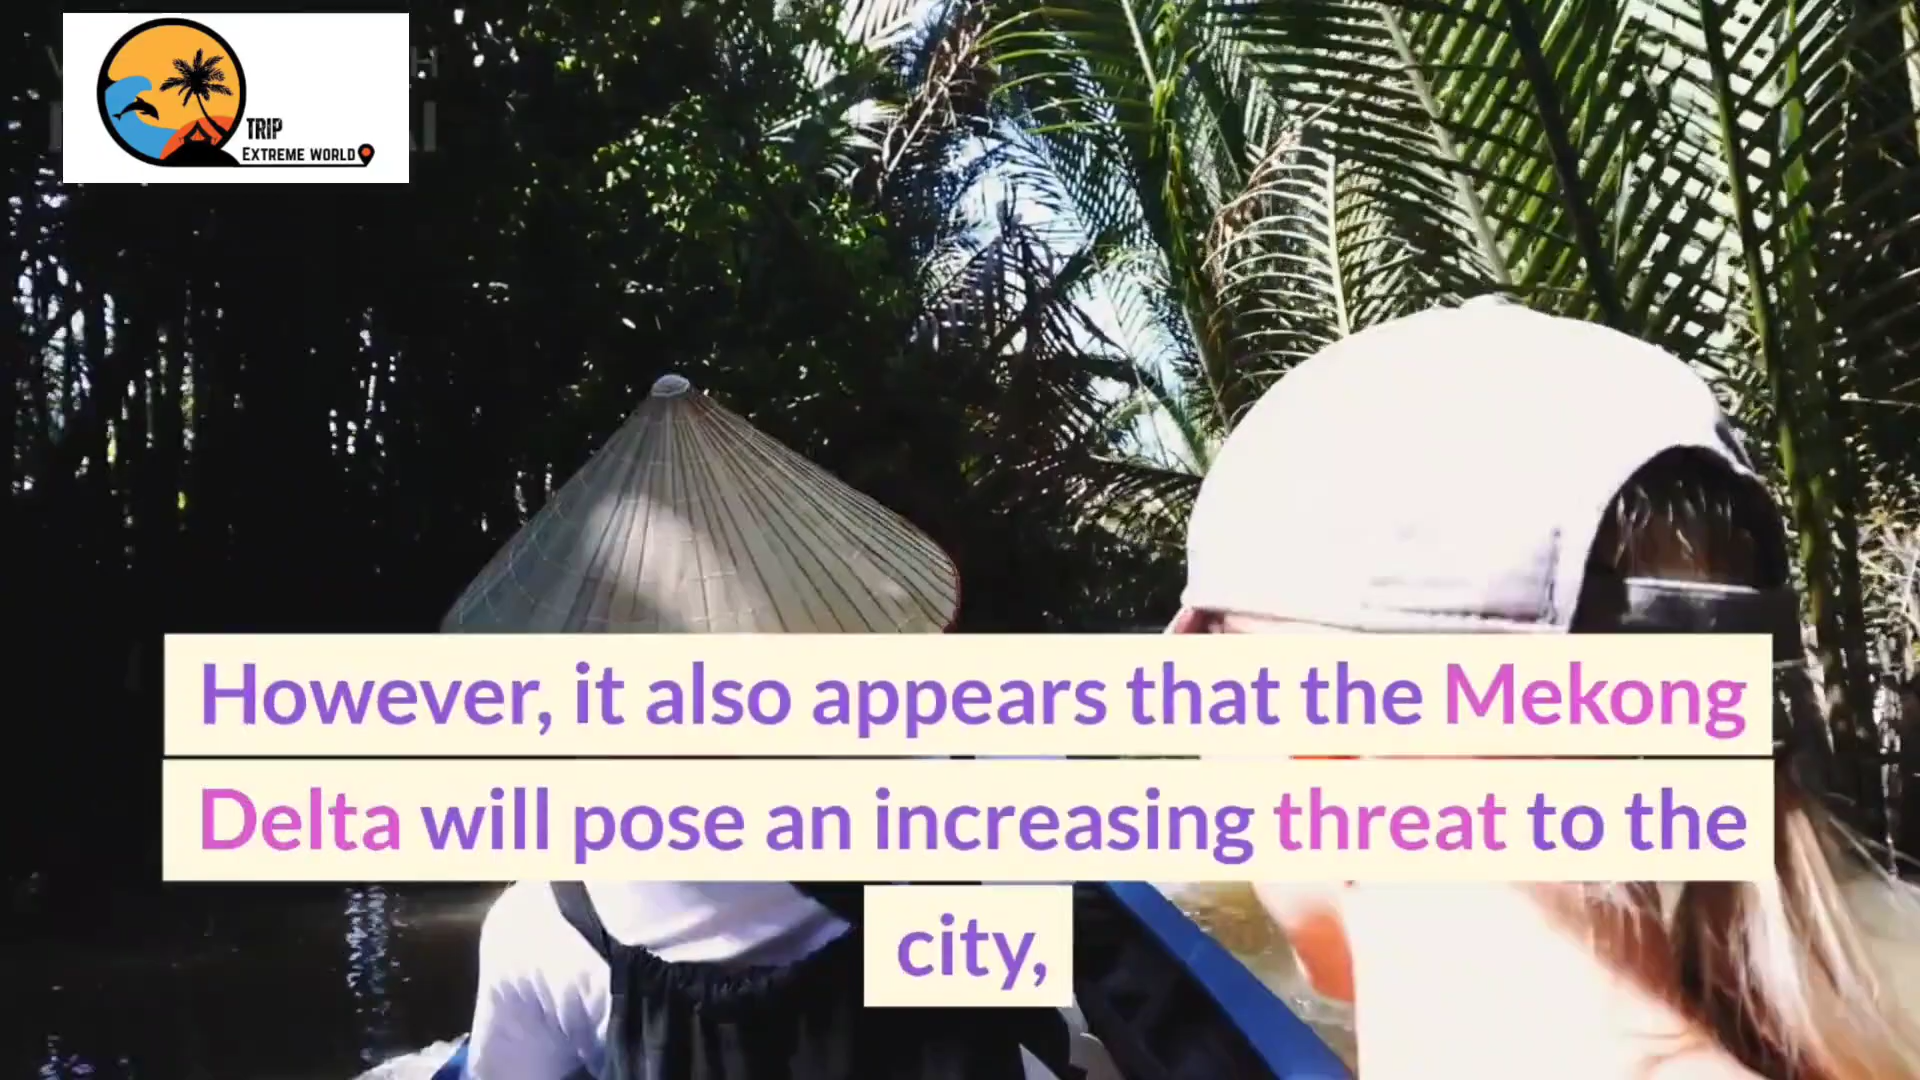 TRIP
EXTREME WORLD
However, it also appears that the Mekong
Delta will pose an increasing threat to the
city,